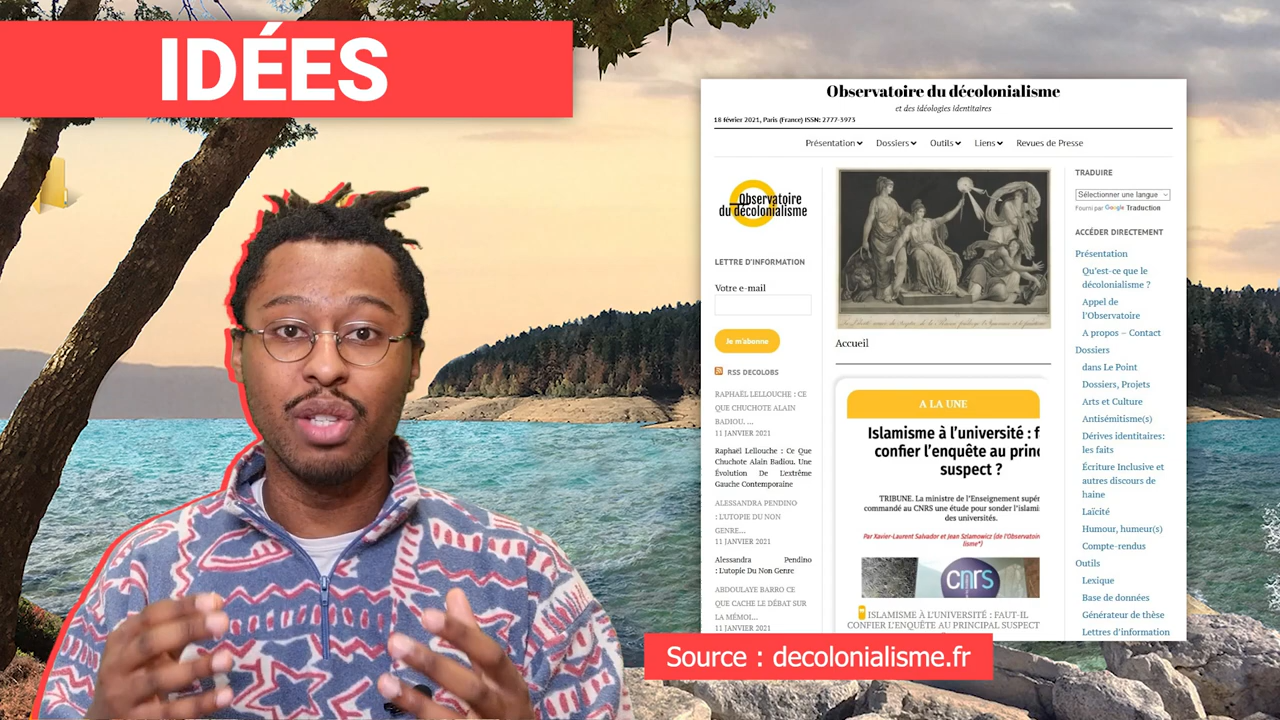 IDÉES
Observatoire du décolonialisme
et des idéologies identitaires
18 février 2021, Paris (France) ISSN: 2777-3973
Présentation Dossiers Outils Liens Revues de Presse
Observatoire
du décolonialisme
LETTRE D'INFORMATION
Votre e-mail
Je m'abonne
RSS DECOLOBS
RAPHAËL LELLOUCHE : CE
QUE CHUCHOTE ALAIN
BADIOU. …
11 JANVIER 2021
Raphaël Lellouche : Ce Que
Chuchote Alain Badiou. Une
Évolution De L'extrême
Gauche Contemporaine
ALESSANDRA PENDINO
: L'UTOPIE DU NON
GENRE…
11 JANVIER 2021
Alessandra Pendino
: L'utopie Du Non Genre
ABDOULAYE BARRO CE
QUE CACHE LE DÉBAT SUR
LA MÉMOI…
11 JANVIER 2021
Accueil
A LA UNE
Islamisme à l'université : f
confier l'enquête au princ
suspect ?
TRIBUNE. La ministre de l'Enseignement supér
commandé au CNRS une étude pour sonder l'islami
des universités.
Par Xavier-Laurent Salvador et Jean Szlamowicz (de l'Observatoi
lisme*)
cnrs
ISLAMISME À L'UNIVERSITÉ : FAUT-IL
CONFIER L'ENQUÊTE AU PRINCIPAL SUSPECT
TRADUIRE
Sélectionner une langue
Fourni par Google Traduction
ACCÉDER DIRECTEMENT
Présentation
Qu'est-ce que le
décolonialisme ?
Appel de
l'Observatoire
A propos – Contact
Dossiers
dans Le Point
Dossiers, Projets
Arts et Culture
Antisémitisme(s)
Dérives identitaires:
les faits
Écriture Inclusive et
autres discours de
haine
Laïcité
Humour, humeur(s)
Compte-rendus
Outils
Lexique
Base de données
Générateur de thèse
Lettres d'information
Source : decolonialisme.fr